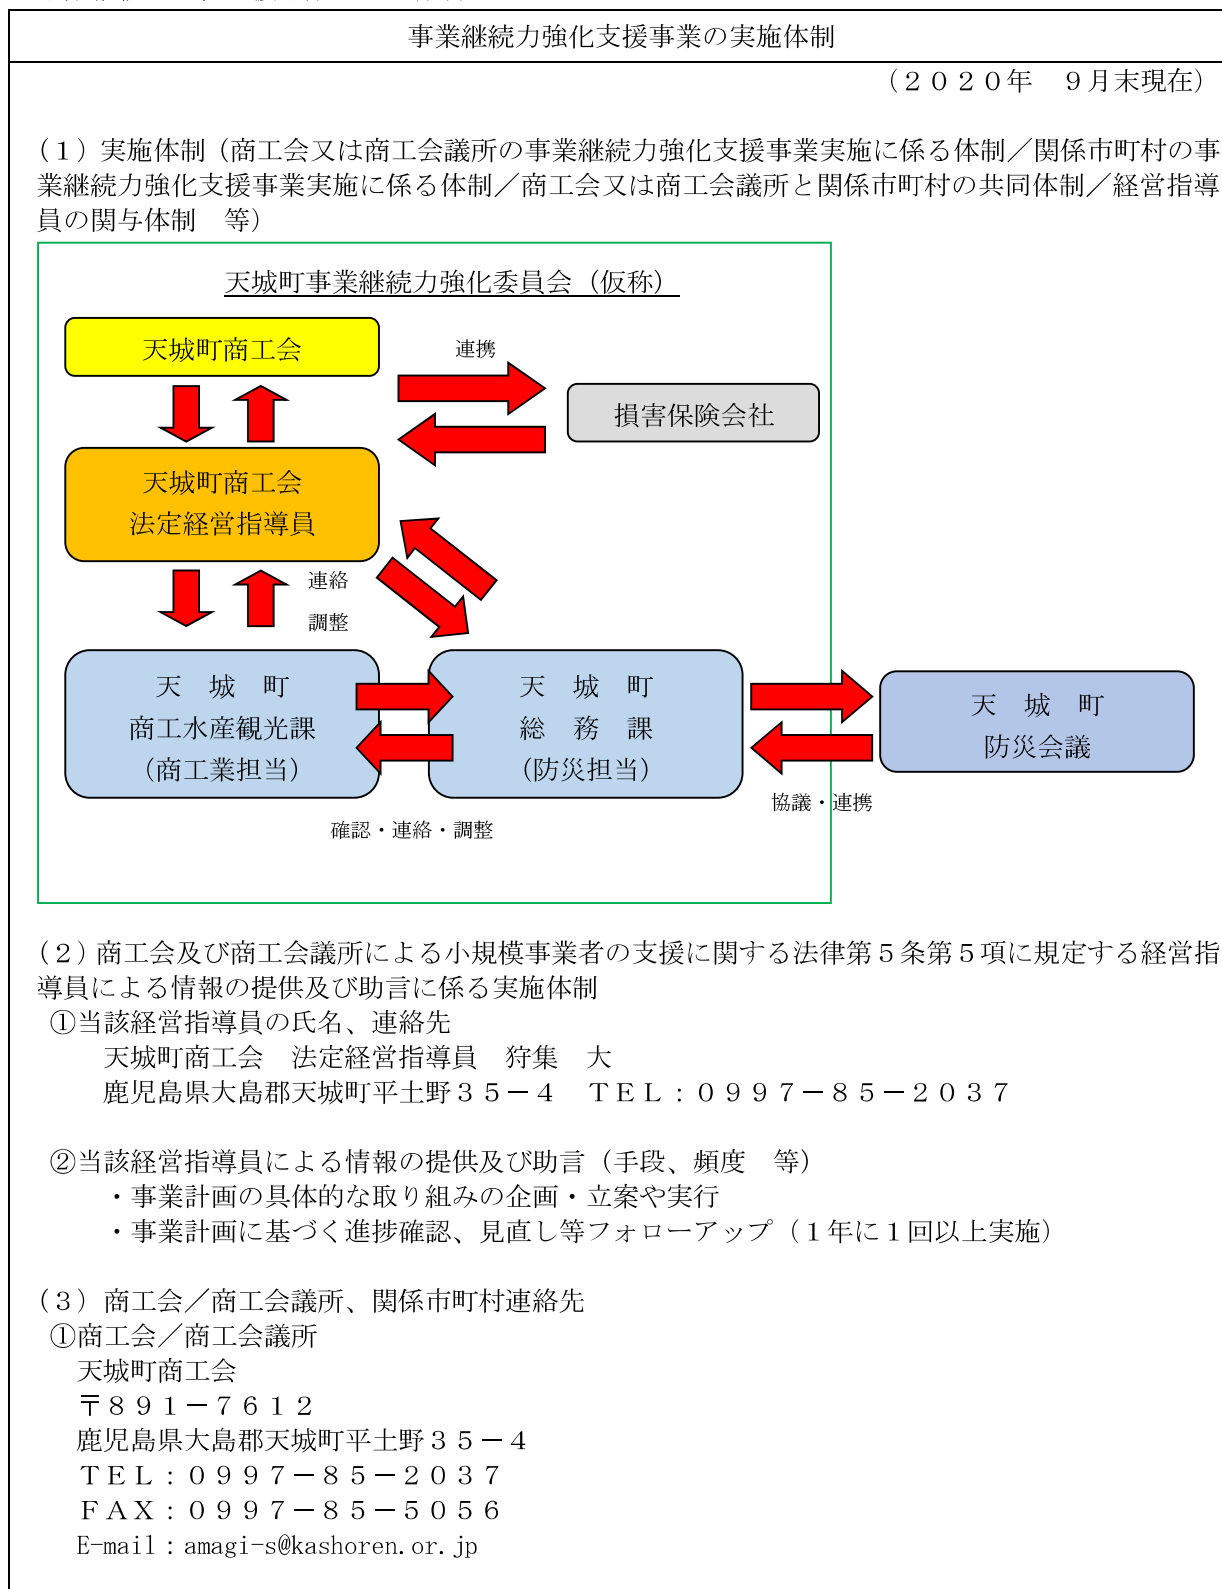 事業継続力強化支援事業の実施体制
（２０２０年　９月末現在）
（１）実施体制（商工会又は商工会議所の事業継続力強化支援事業実施に係る体制／関係市町村の事
業継続力強化支援事業実施に係る体制／商工会又は商工会議所と関係市町村の共同体制／経営指導
員の関与体制　等）
天城町事業継続力強化委員会（仮称）
天城町商工会
連携
損害保険会社
天城町商工会
法定経営指導員
連絡
調整
天　城　町
商工水産観光課
（商工業担当）
天　城　町
総　務　課
（防災担当）
天　城　町
防災会議
協議・連携
確認・連絡・調整
（２）商工会及び商工会議所による小規模事業者の支援に関する法律第５条第５項に規定する経営指
導員による情報の提供及び助言に係る実施体制
①当該経営指導員の氏名、連絡先
天城町商工会　法定経営指導員　狩集　大
鹿児島県大島郡天城町平土野３５－４　ＴＥＬ：０９９７－８５－２０３７
②当該経営指導員による情報の提供及び助言（手段、頻度　等）
・事業計画の具体的な取り組みの企画・立案や実行
・事業計画に基づく進捗確認、見直し等フォローアップ（１年に１回以上実施）
（３）商工会／商工会議所、関係市町村連絡先
①商工会／商工会議所
天城町商工会
〒８９１－７６１２
鹿児島県大島郡天城町平土野３５－４
ＴＥＬ：０９９７－８５－２０３７
ＦＡＸ：０９９７－８５－５０５６
E-mail：amagi-s@kashoren.or.jp